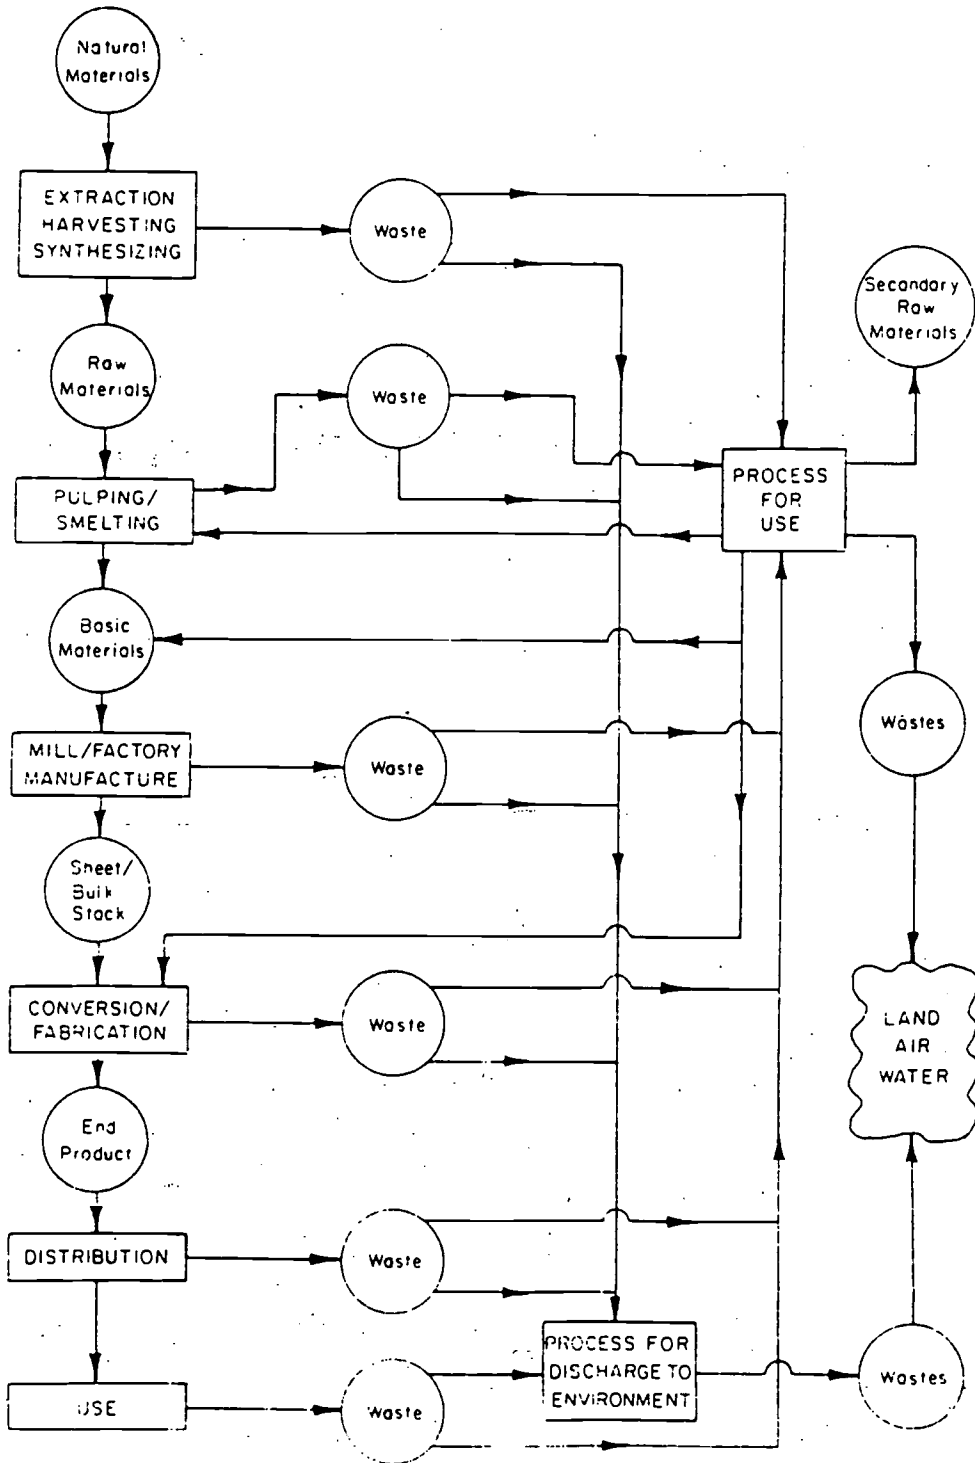 Natural
Materials
EXTRACTION
HARVESTING
SYNTHESIZING
Waste
Secondary
Raw
Materials
Raw
Materials
Waste
PULPING/
SMELTING
PROCESS
FOR
USE
Basic
Materials
Wastes
MILL/FACTORY
MANUFACTURE
Waste
Sheet/
Bulk
Stock
CONVERSION/
FABRICATION
Waste
LAND
AIR
WATER
End
Product
DISTRIBUTION
Waste
PROCESS FOR
DISCHARGE TO
ENVIRONMENT
Wastes
USE
Waste